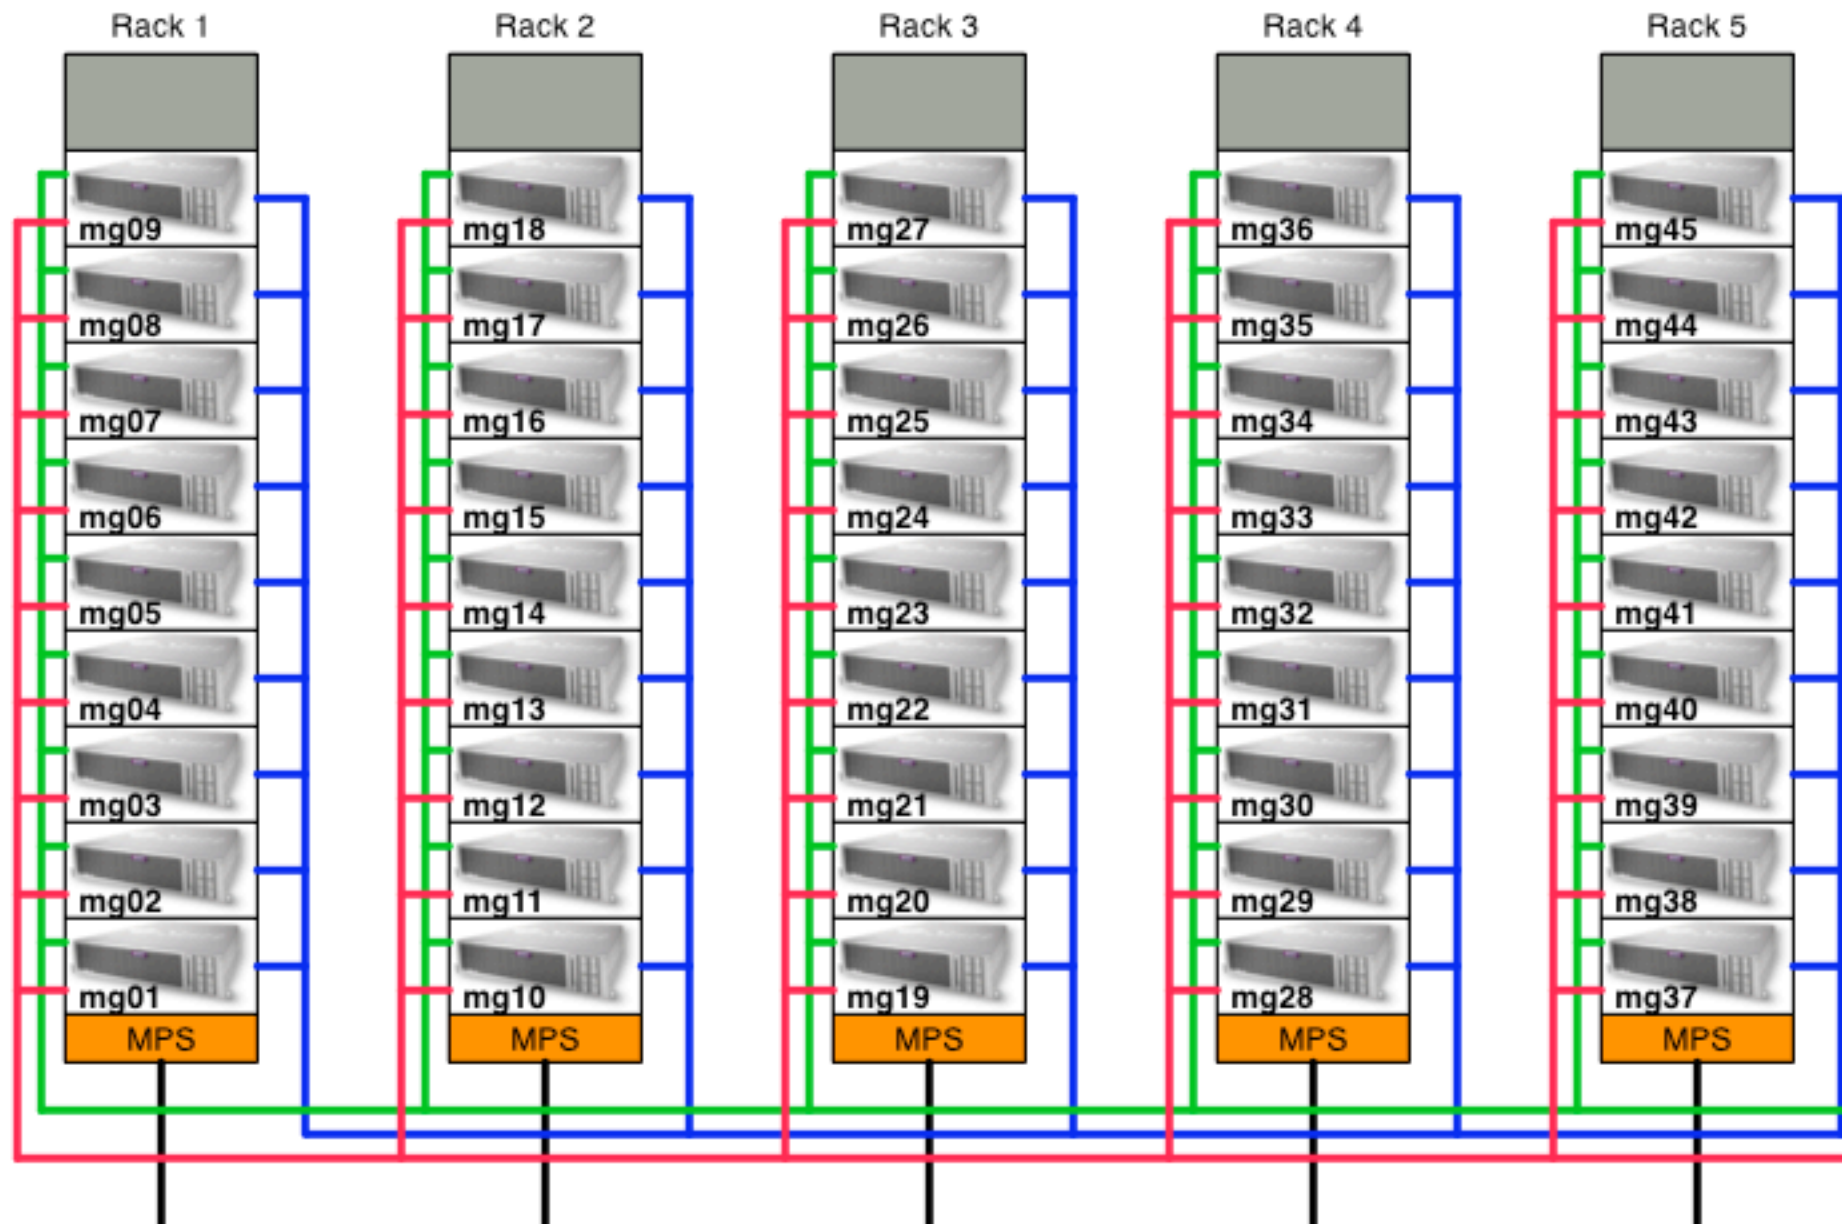 Rack 1 Rack 2 Rack 3 Rack 4 Rack 5
mg09 mg18 mg27 mg36 mg45
mg08 mg17 mg26 mg35 mg44
mg07 mg16 mg25 mg34 mg43
mg06 mg15 mg24 mg33 mg42
mg05 mg14 mg23 mg32 mg41
mg04 mg13 mg22 mg31 mg40
mg03 mg12 mg21 mg30 mg39
mg02 mg11 mg20 mg29 mg38
mg01 mg10 mg19 mg28 mg37
MPS MPS MPS MPS MPS